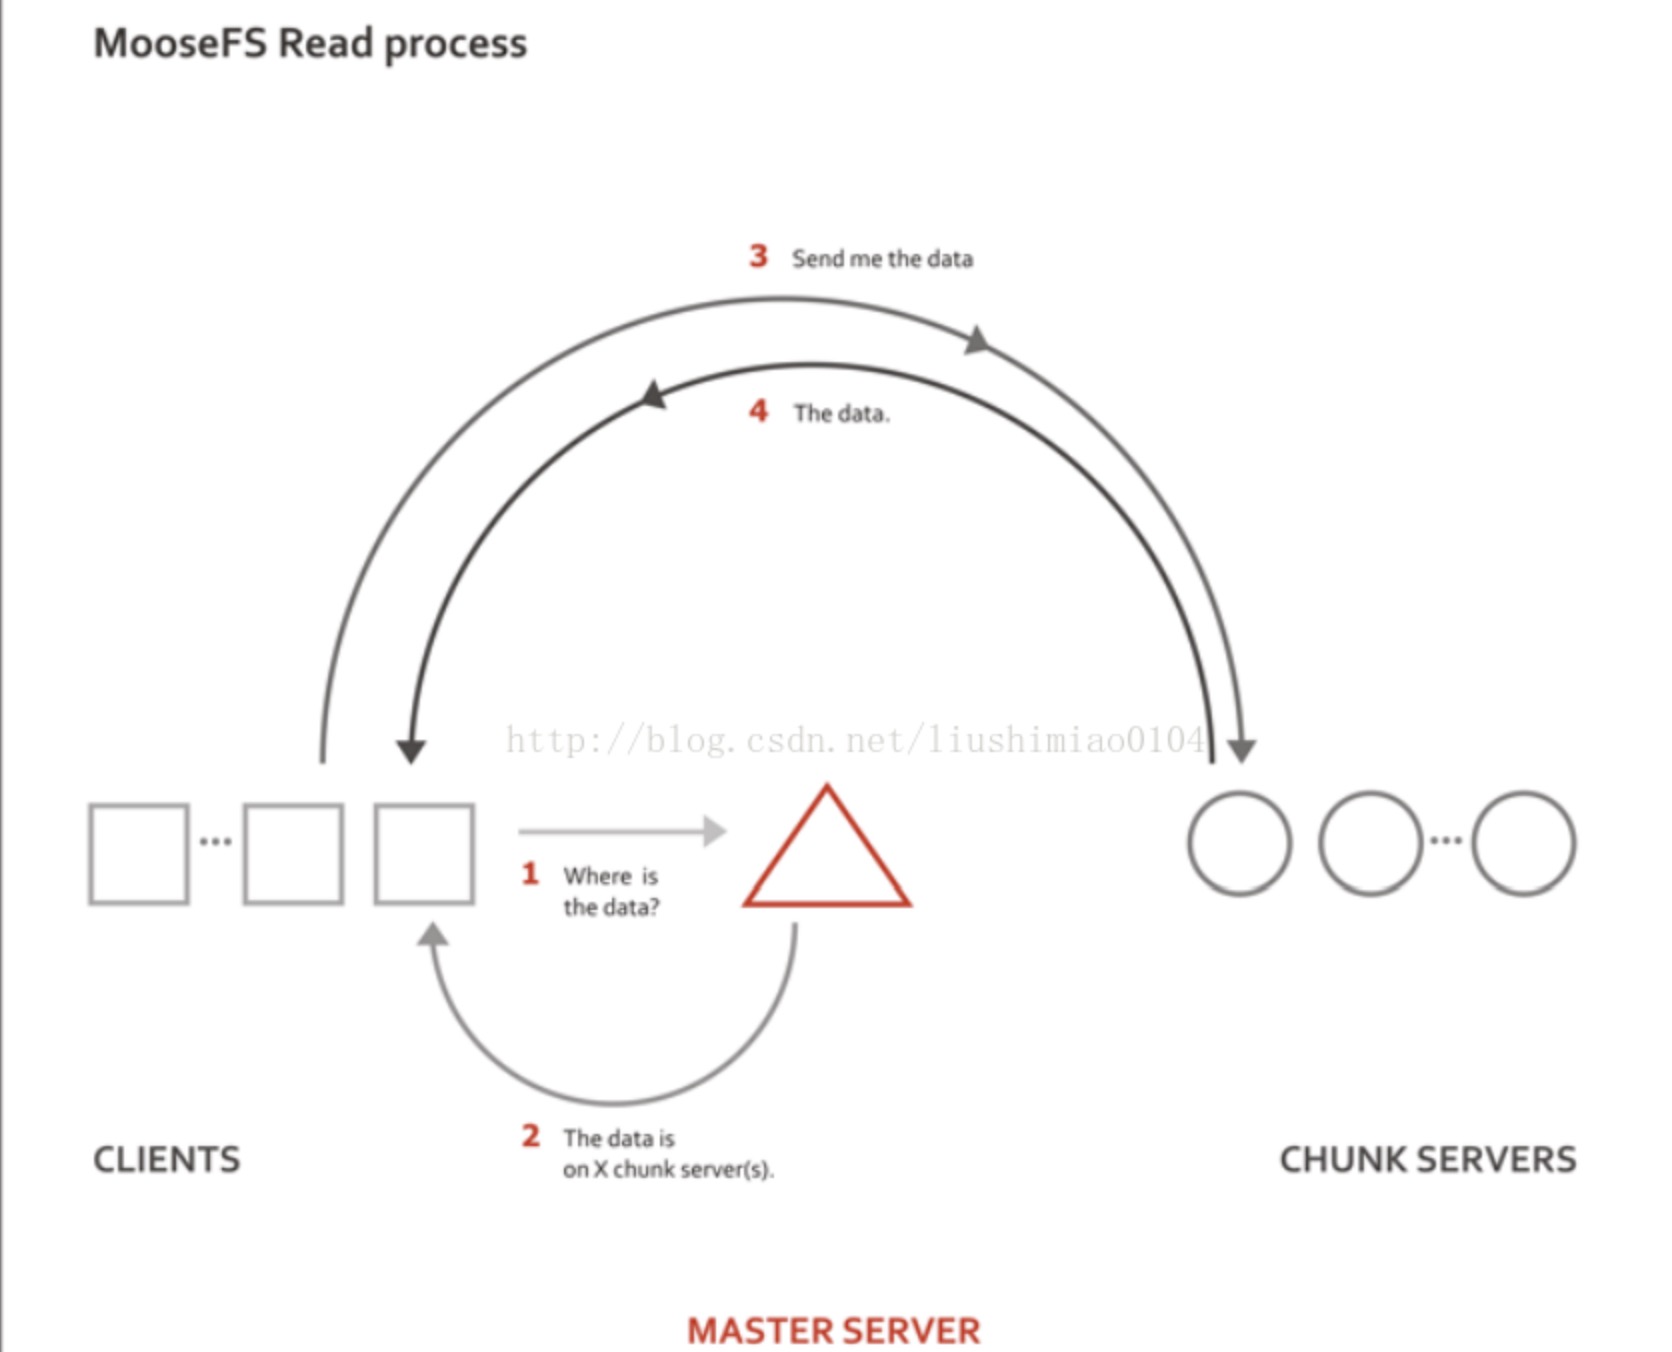 MooseFS Read process
3 Send me the data
4 The data.
http://blog.csdn.net/liushimiao0104
1 Where is
the data?
2 The data is
on X chunk server(s).
CLIENTS
CHUNK SERVERS
MASTER SERVER